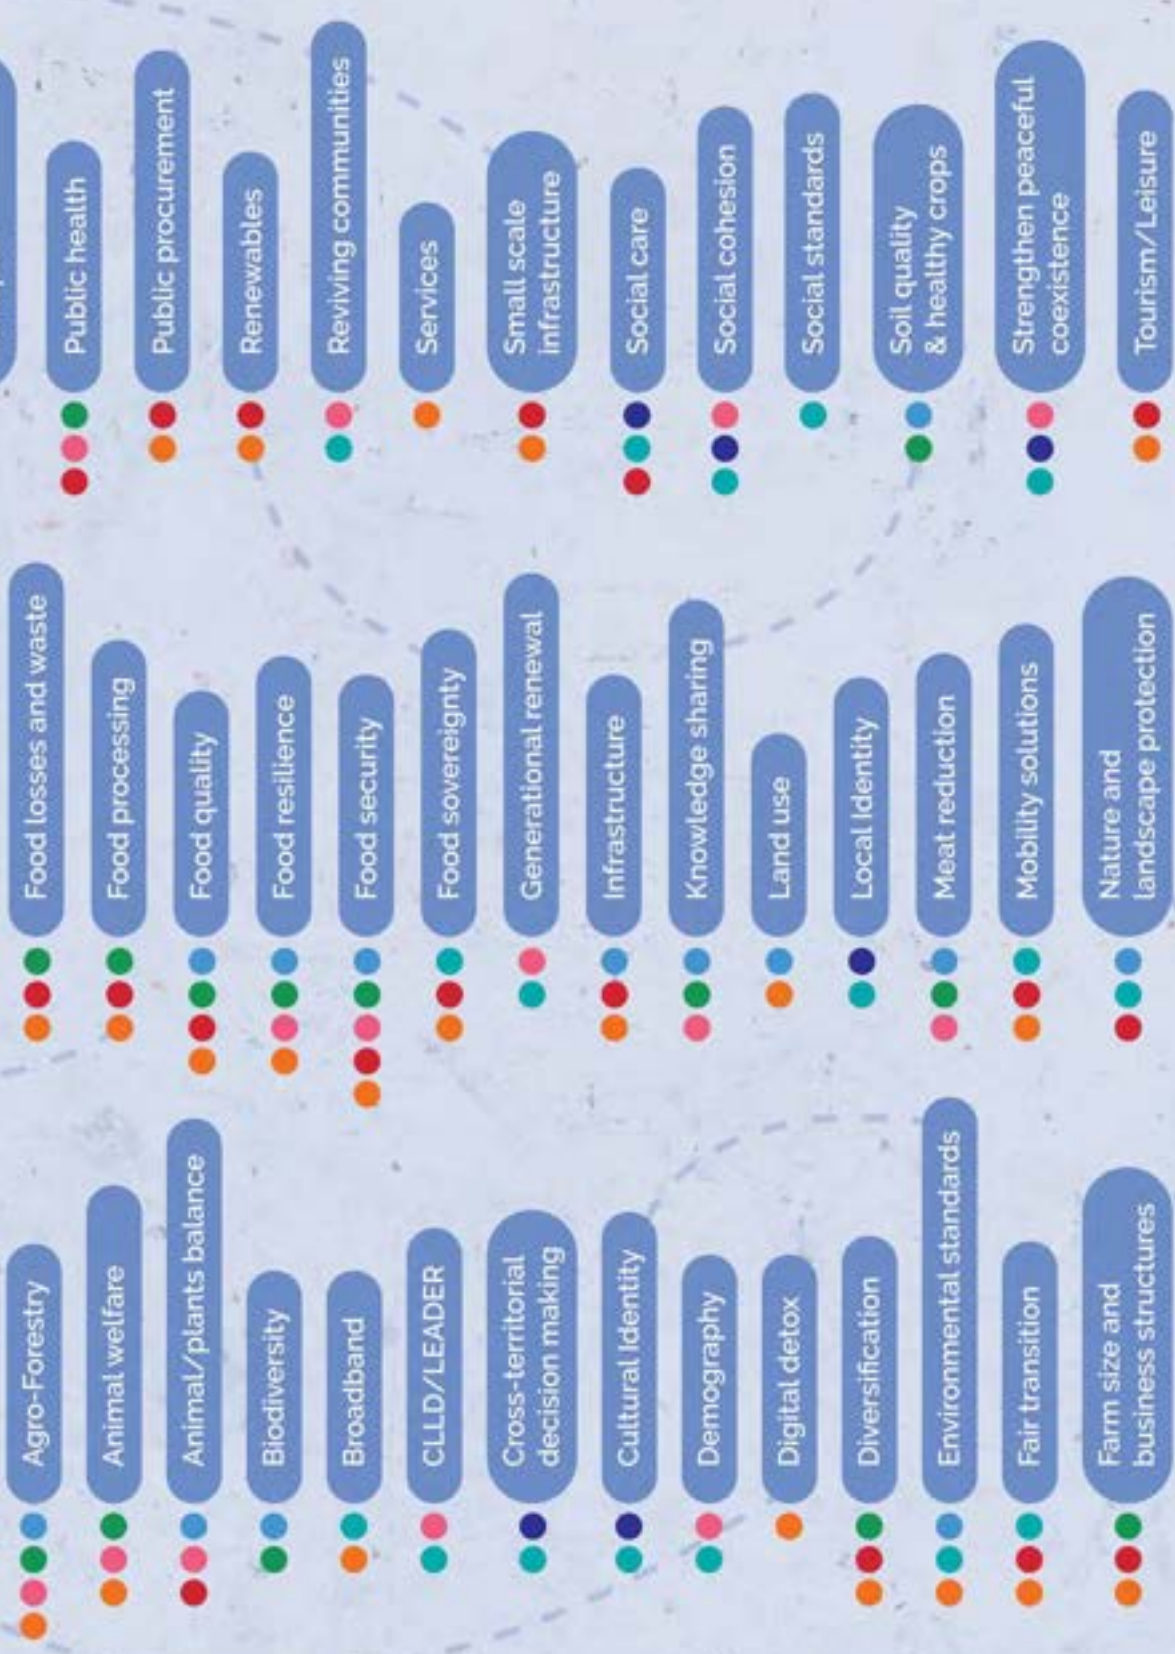 Agro-Forestry
Animal welfare
Animal/plants balance
Biodiversity
Broadband
CLLD/LEADER
Cross-territorial
decision making
Cultural Identity
Demography
Digital detox
Diversification
Environmental standards
Fair transition
Farm size and
business structures
Food losses and waste
Food processing
Food quality
Food resilience
Food security
Food sovereignty
Generational renewal
Infrastructure
Knowledge sharing
Land use
Local Identity
Meat reduction
Mobility solutions
Nature and
landscape protection
Public health
Public procurement
Renewables
Reviving communities
Services
Small scale
infrastructure
Social care
Social cohesion
Social standards
Soil quality
& healthy crops
Strengthen peaceful
coexistence
Tourism/Leisure